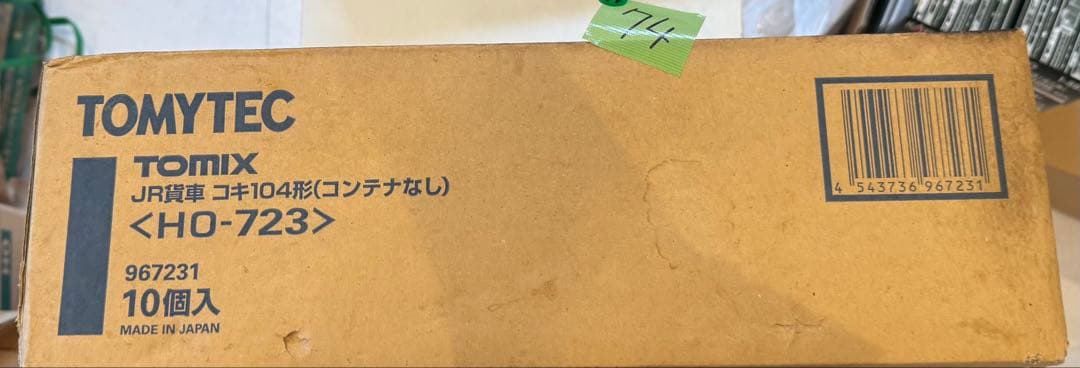 74
TOMYTEC
TOMIX
JR貨車 コキ104形(コンテナなし)
<HO-723>
967231
10個入
MADE IN JAPAN
4 543736 967231